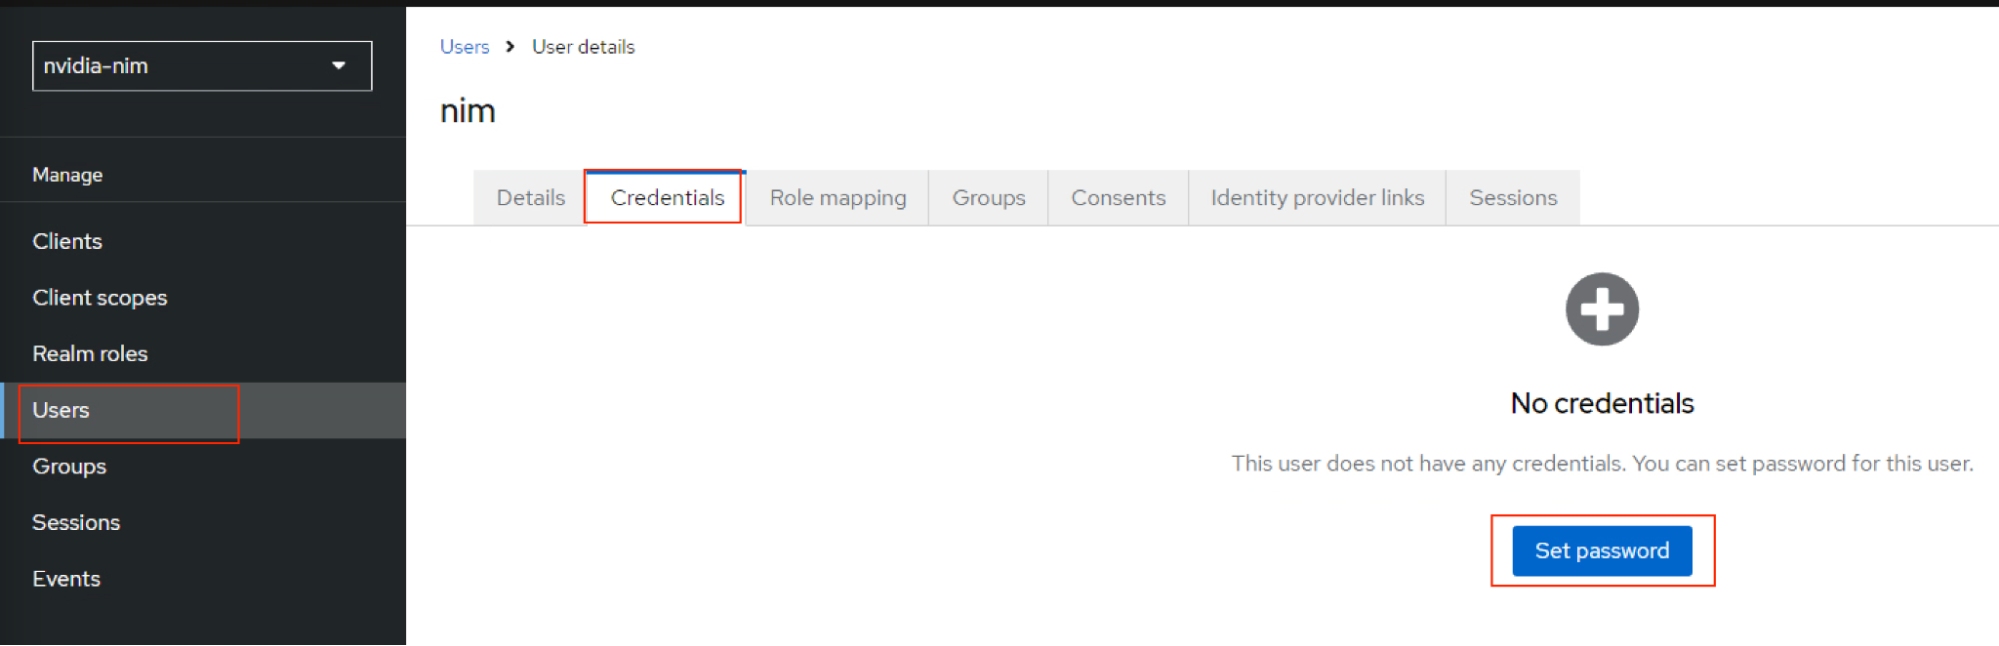 nvidia-nim
Manage
Clients
Client scopes
Realm roles
Users
Groups
Sessions
Events
Users > User details
nim
Details Credentials Role mapping Groups Consents Identity provider links Sessions
No credentials
This user does not have any credentials. You can set password for this user.
Set password